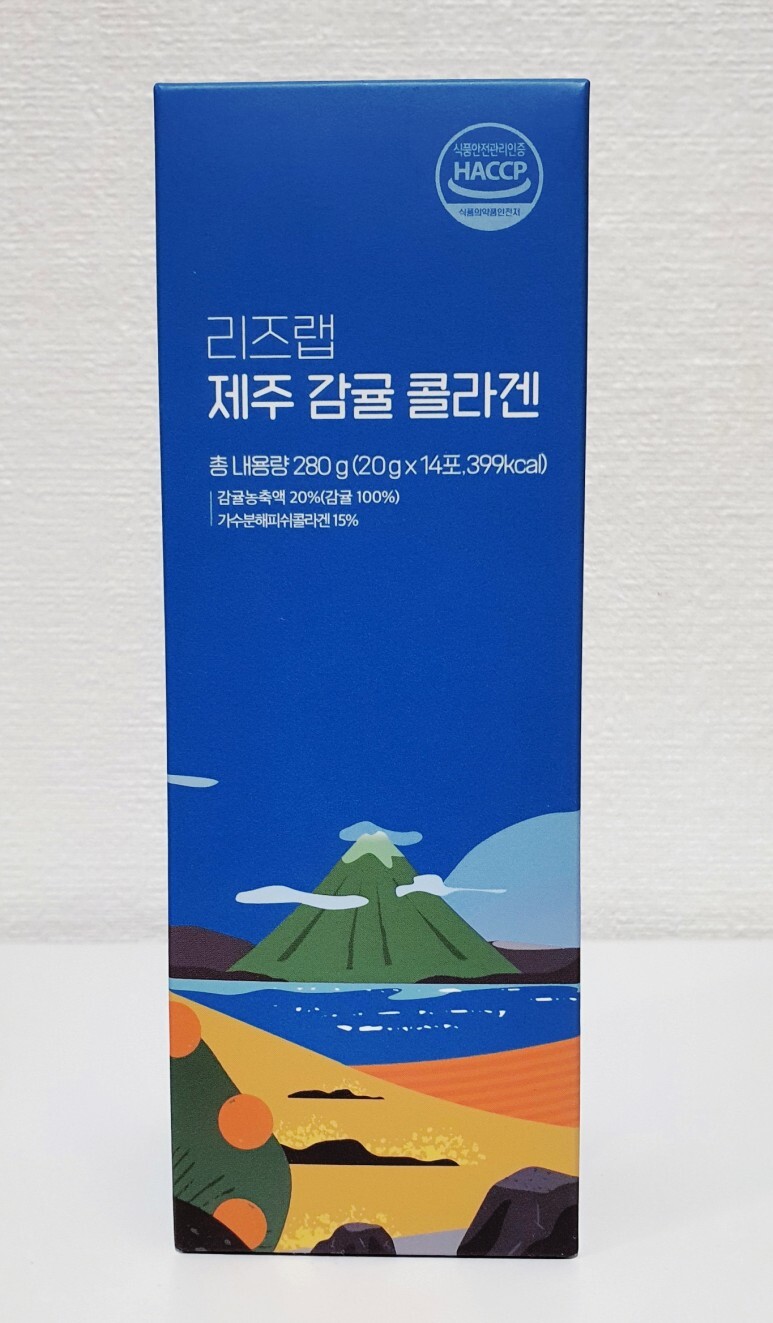 식품안전관리인증
HACCP
식품의약품안전처
리즈랩
제주 감귤 콜라겐
총 내용량 280 g (20 g x 14포, 399kcal)
감귤농축액 20%(감귤 100%)
가수분해피쉬콜라겐 15%